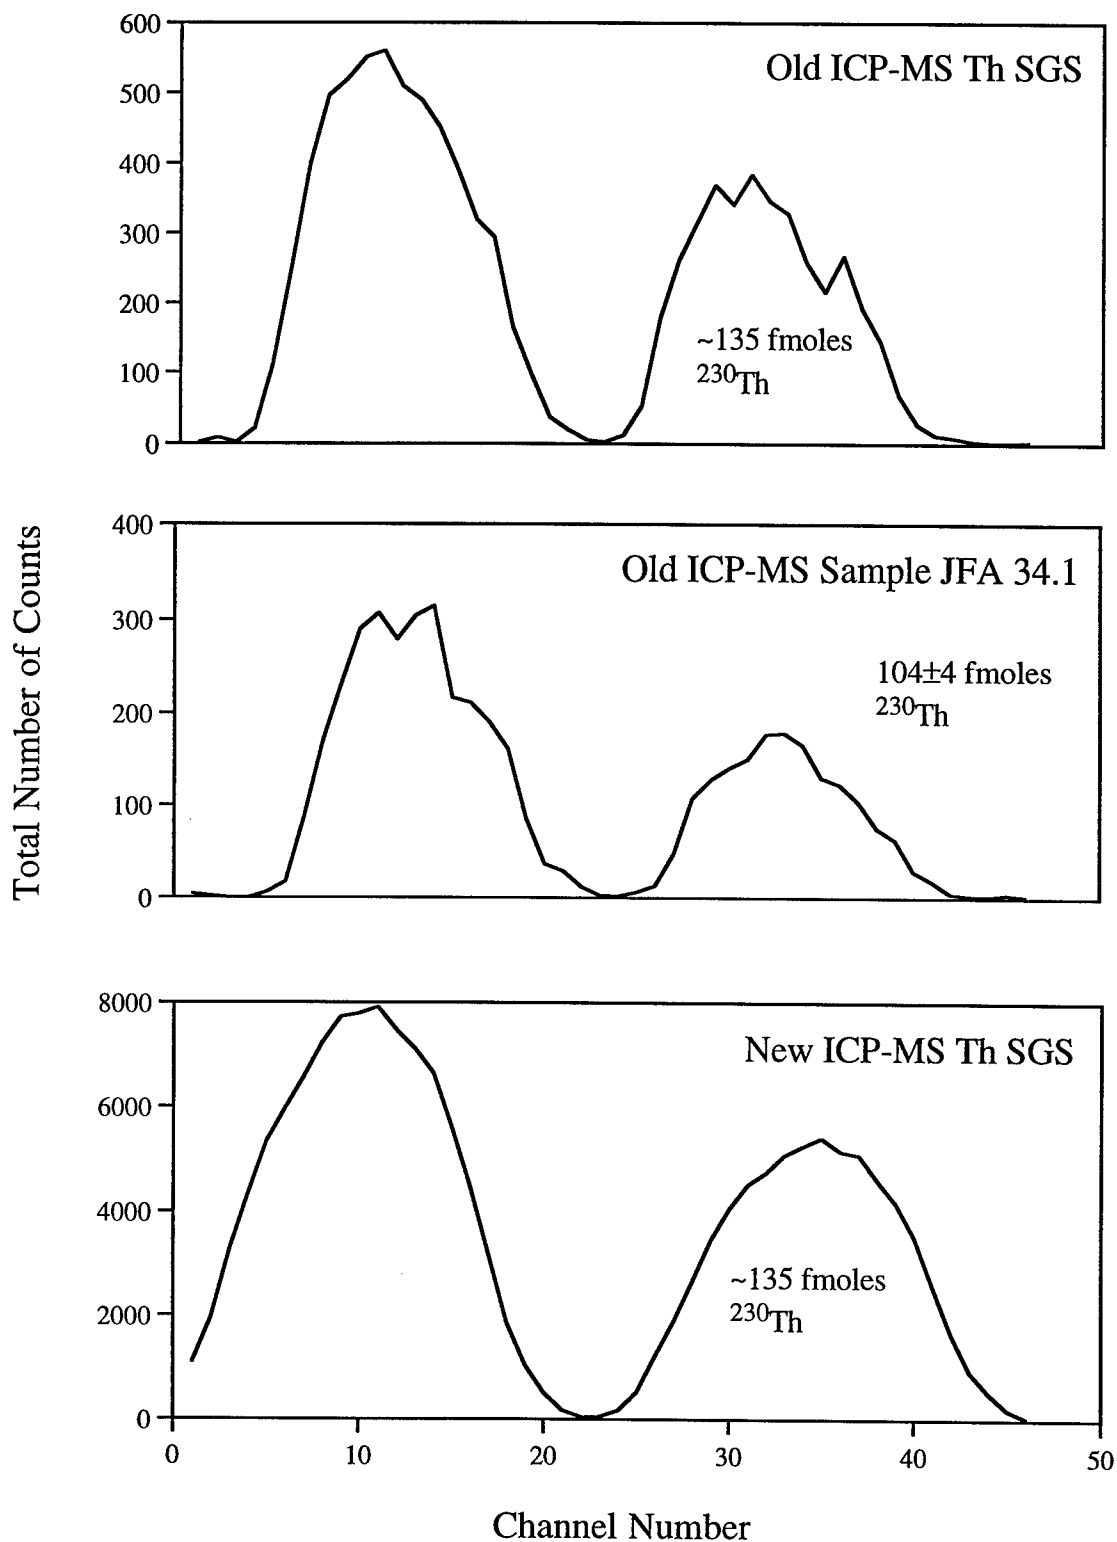 600
Old ICP-MS Th SGS
500
400
300
200
~135 fmoles
²³⁰Th
100
0
Total Number of Counts
400
Old ICP-MS Sample JFA 34.1
300
104±4 fmoles
²³⁰Th
200
100
0
8000
New ICP-MS Th SGS
6000
4000
~135 fmoles
²³⁰Th
2000
0
0 10 20 30 40 50
Channel Number